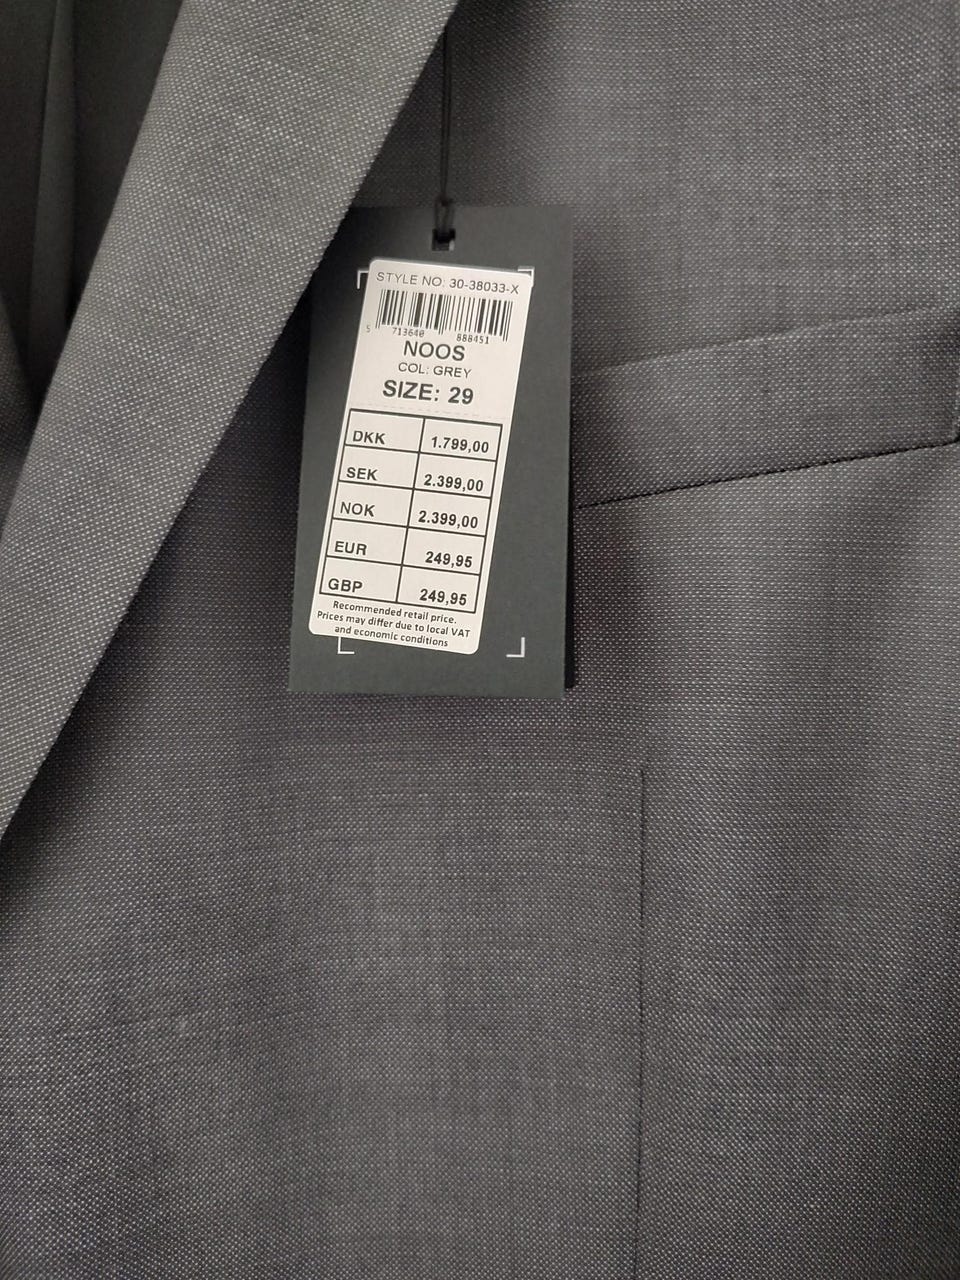 STYLE NO: 30-38033-X
5 713640 888451
NOOS
COL: GREY
SIZE: 29
DKK 1.799,00
SEK 2.399,00
NOK 2.399,00
EUR 249,95
GBP 249,95
Recommended retail price.
Prices may differ due to local VAT
and economic conditions